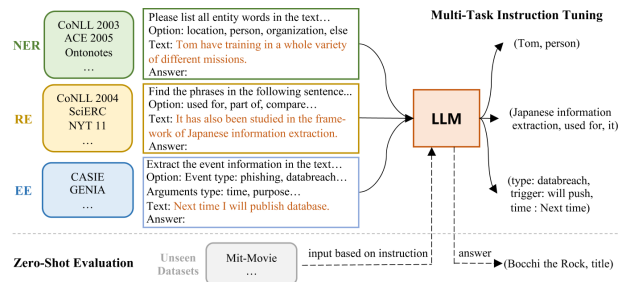 Multi-Task Instruction Tuning
NER
CoNLL 2003
ACE 2005
Ontonotes
…
Please list all entity words in the text…
Option: location, person, organization, else
Text: Tom have training in a whole variety
of different missions.
Answer:
RE
CoNLL 2004
SciERC
NYT 11
…
Find the phrases in the following sentence...
Option: used for, part of, compare…
Text: It has also been studied in the frame-
work of Japanese information extraction.
Answer:
EE
CASIE
GENIA
…
Extract the event information in the text…
Option: Event type: phishing, databreach…
Arguments type: time, purpose…
Text: Next time I will publish database.
Answer:
LLM
(Tom, person)
(Japanese information
extraction, used for, it)
(type: databreach,
trigger: will push,
time : Next time)
Zero-Shot Evaluation
Unseen
Datasets
Mit-Movie
…
input based on instruction
answer
(Bocchi the Rock, title)